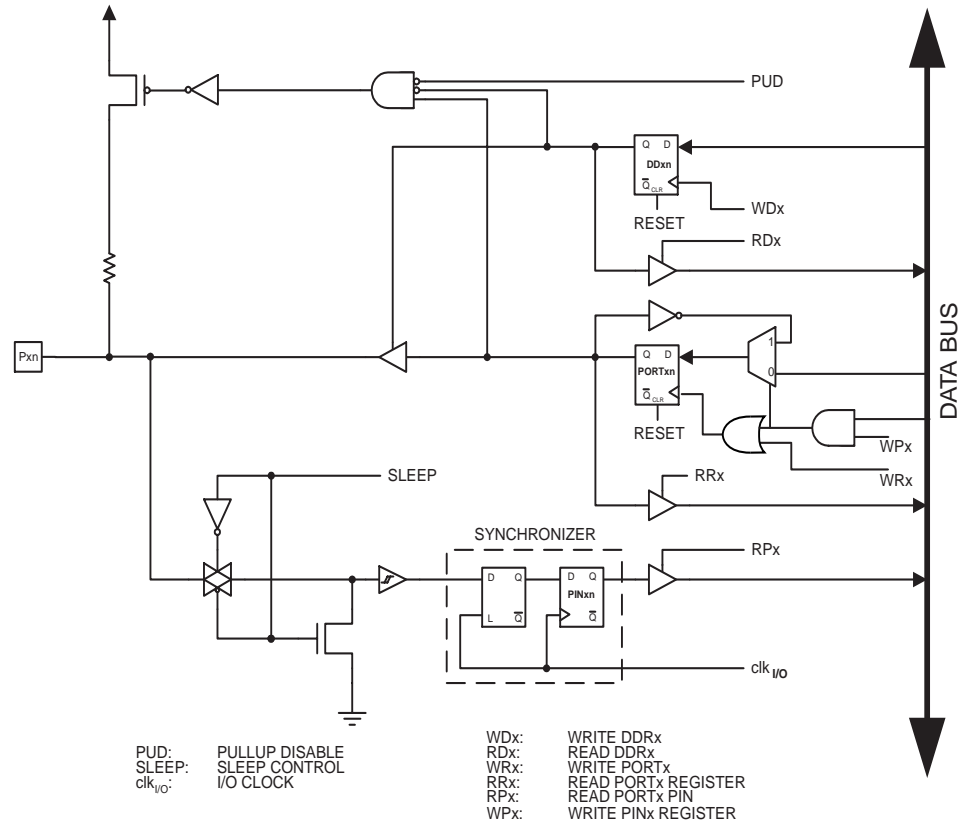 PUD
Q D
DDxn
Q CLR
WDx
RESET
RDx
1
Pxn
Q D
PORTxn
0
Q CLR
RESET
WPx
WRx
DATA BUS
SLEEP
RRx
SYNCHRONIZER
RPx
D Q
D Q
PINxn
L Q
Q
clk I/O
PUD: PULLUP DISABLE
SLEEP: SLEEP CONTROL
clkI/O: I/O CLOCK
WDx: WRITE DDRx
RDx: READ DDRx
WRx: WRITE PORTx
RRx: READ PORTx REGISTER
RPx: READ PORTx PIN
WPx: WRITE PINx REGISTER